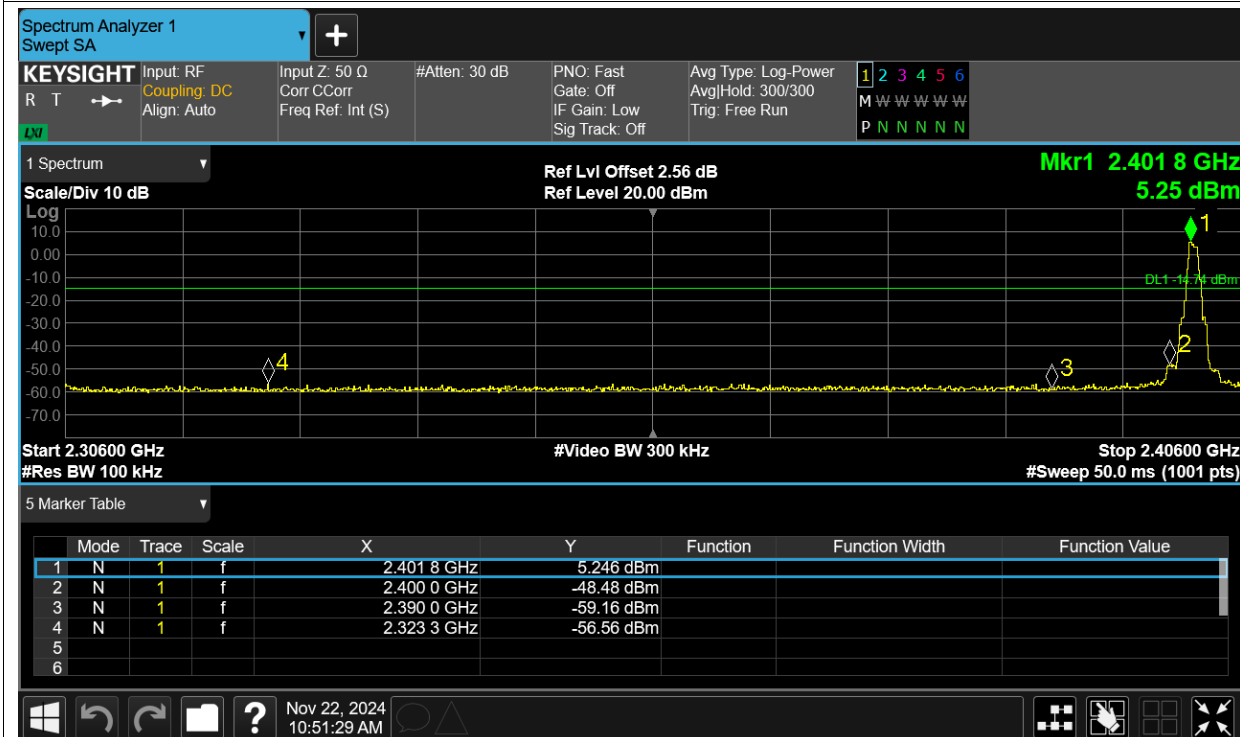 Spectrum Analyzer 1
Swept SA
+
KEYSIGHT Input: RF Input Z: 50 Ω #Atten: 30 dB PNO: Fast Avg Type: Log-Power 1 2 3 4 5 6
R T Coupling: DC Corr CCorr Gate: Off Avg|Hold: 300/300 M W W W W W W
Align: Auto Freq Ref: Int (S) IF Gain: Low Trig: Free Run
LXI Sig Track: Off P N N N N N N
1 Spectrum Ref Lvl Offset 2.56 dB Mkr1 2.401 8 GHz
Scale/Div 10 dB Ref Level 20.00 dBm 5.25 dBm
Log
1
10.0
0.00
-10.0 DL1 -14.74 dBm
-20.0
-30.0
-40.0 2
-50.0 4 3
-60.0
-70.0
Start 2.30600 GHz #Video BW 300 kHz Stop 2.40600 GHz
#Res BW 100 kHz #Sweep 50.0 ms (1001 pts)
5 Marker Table
Mode Trace Scale X Y Function Function Width Function Value
1 N 1 f 2.401 8 GHz 5.246 dBm
2 N 1 f 2.400 0 GHz -48.48 dBm
3 N 1 f 2.390 0 GHz -59.16 dBm
4 N 1 f 2.323 3 GHz -56.56 dBm
5
6
? Nov 22, 2024
10:51:29 AM